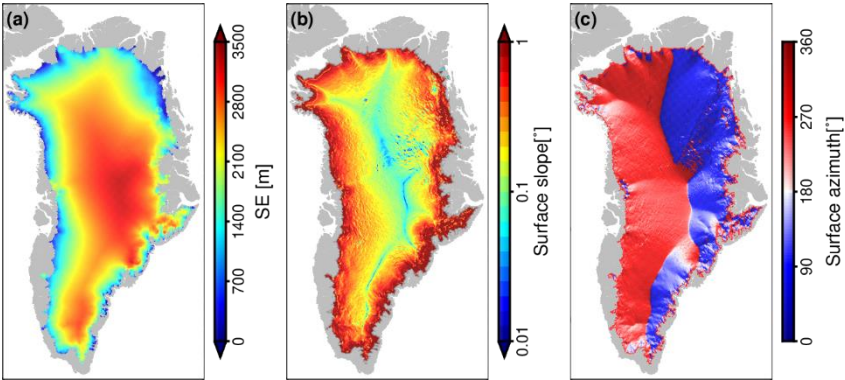 (a)
3500
2800
2100
1400
700
0
SE [m]
(b)
1
0.1
0.01
Surface slope[°]
(c)
360
270
180
90
0
Surface azimuth[°]